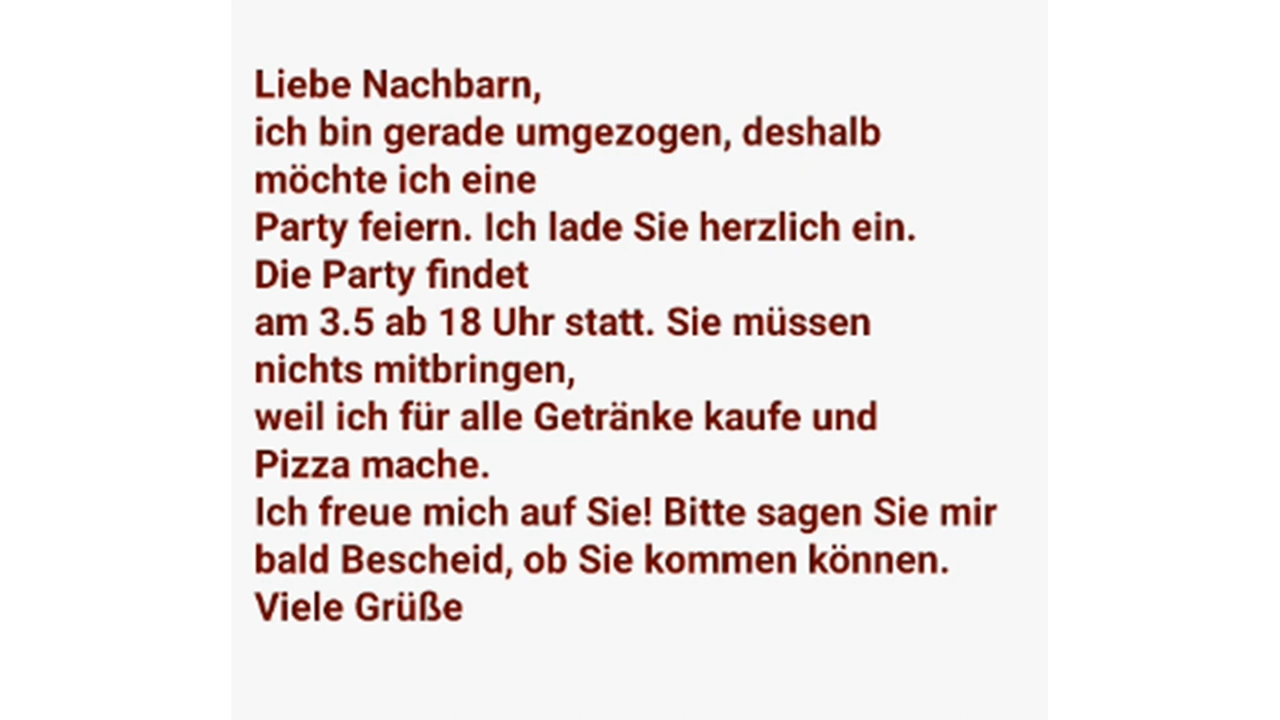 Liebe Nachbarn,
ich bin gerade umgezogen, deshalb
möchte ich eine
Party feiern. Ich lade Sie herzlich ein.
Die Party findet
am 3.5 ab 18 Uhr statt. Sie müssen
nichts mitbringen,
weil ich für alle Getränke kaufe und
Pizza mache.
Ich freue mich auf Sie! Bitte sagen Sie mir
bald Bescheid, ob Sie kommen können.
Viele Grüße